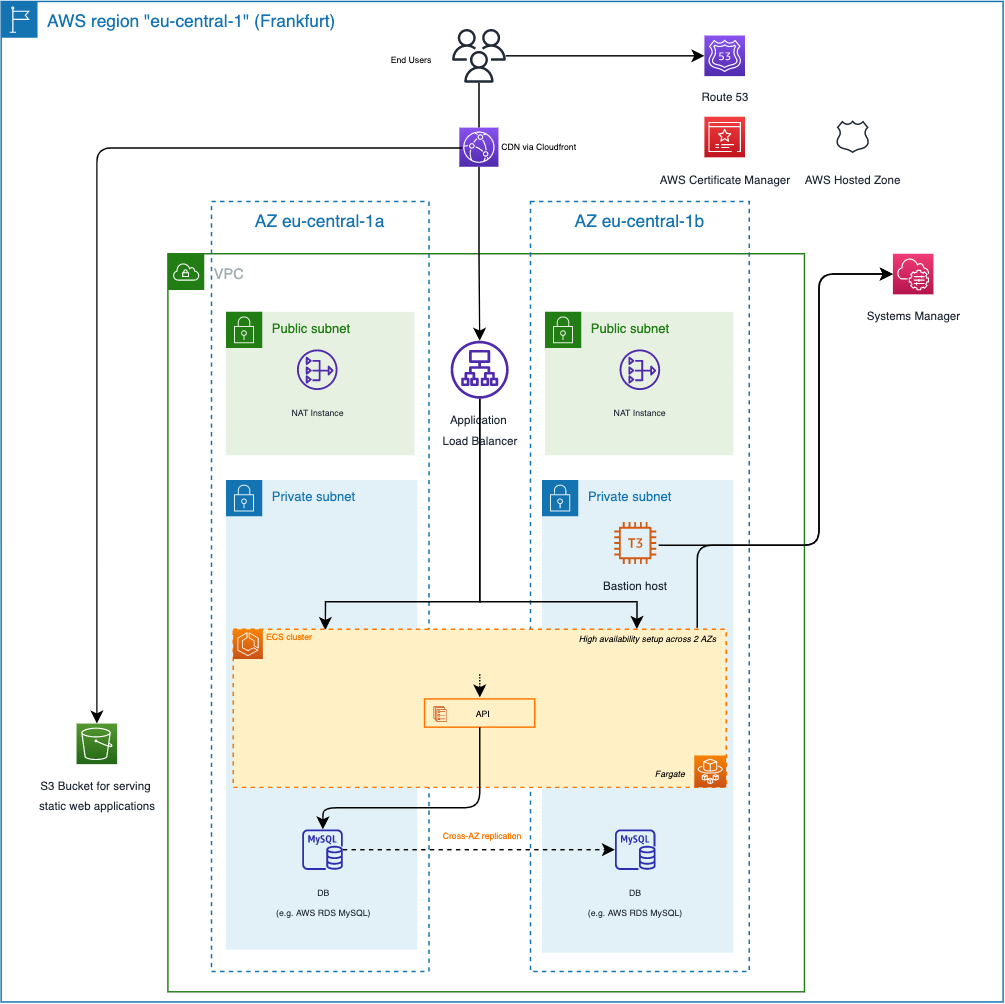 AWS region "eu-central-1" (Frankfurt)
End Users
53
Route 53
CDN via Cloudfront
AWS Certificate Manager
AWS Hosted Zone
AZ eu-central-1a
AZ eu-central-1b
VPC
Systems Manager
Public subnet
Public subnet
NAT Instance
NAT Instance
Application
Load Balancer
Private subnet
Private subnet
T3
Bastion host
ECS cluster
High availability setup across 2 AZs
API
Fargate
S3 Bucket for serving
static web applications
MySQL
Cross-AZ replication
MySQL
DB
(e.g. AWS RDS MySQL)
DB
(e.g. AWS RDS MySQL)